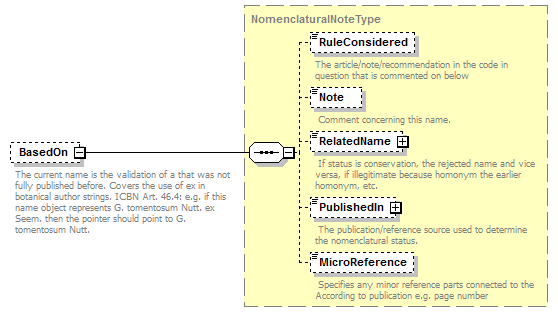 NomenclaturalNoteType
RuleConsidered
The article/note/recommendation in the code in
question that is commented on below
Note
Comment concerning this name.
RelatedName
If status is conservation, the rejected name and vice
versa, if illegitimate because homonym the earlier
homonym, etc.
PublisRedIn
The publication/reference source used to determine
the nomenclatural status.
MicroReference
Specifies any minor reference parts connected to the
According to publication e.g. page number
BasedOn
The current name is the validation of a that was not
fully published before. Covers the use of ex in
botanical author strings. ICBN Art. 46.4: e.g. if this
name object represents G. tomentosum Nutt. ex
Seem. then the pointer should point to G.
tomentosum Nutt.